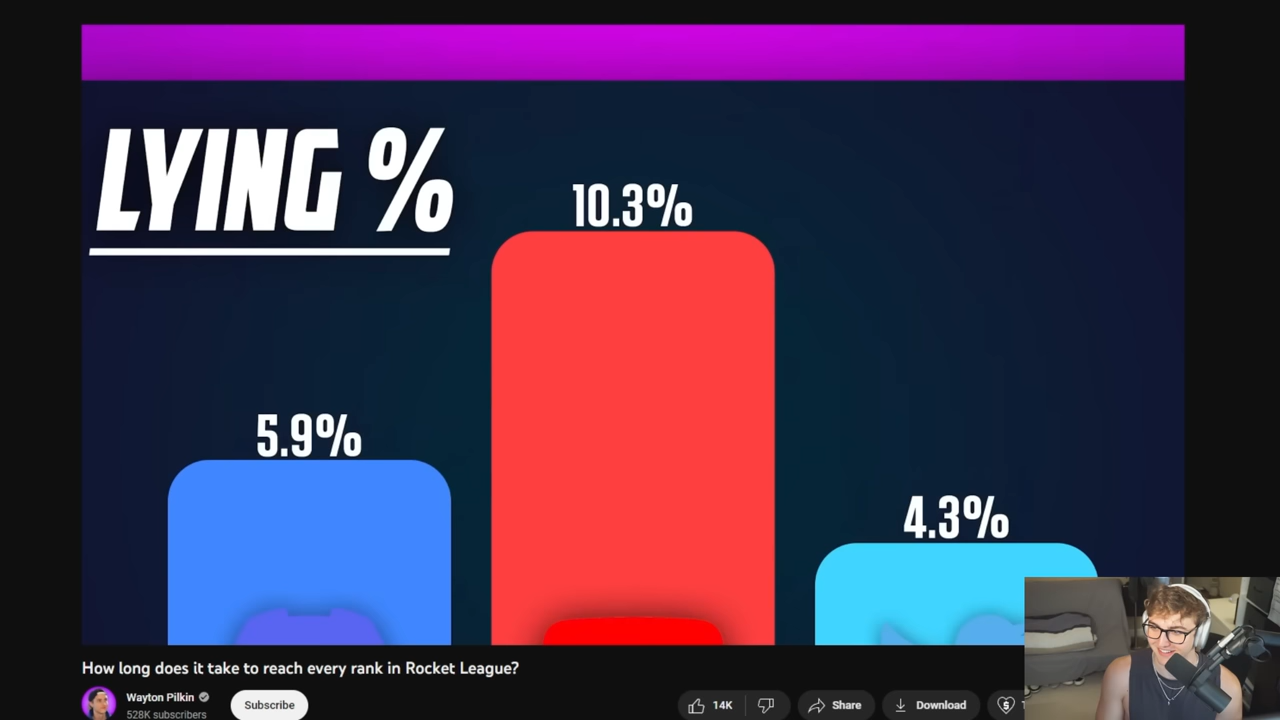 LYING %
10.3%
5.9%
4.3%
How long does it take to reach every rank in Rocket League?
Wayton Pilkin
528K subscribers
Subscribe
14K
Share
Download